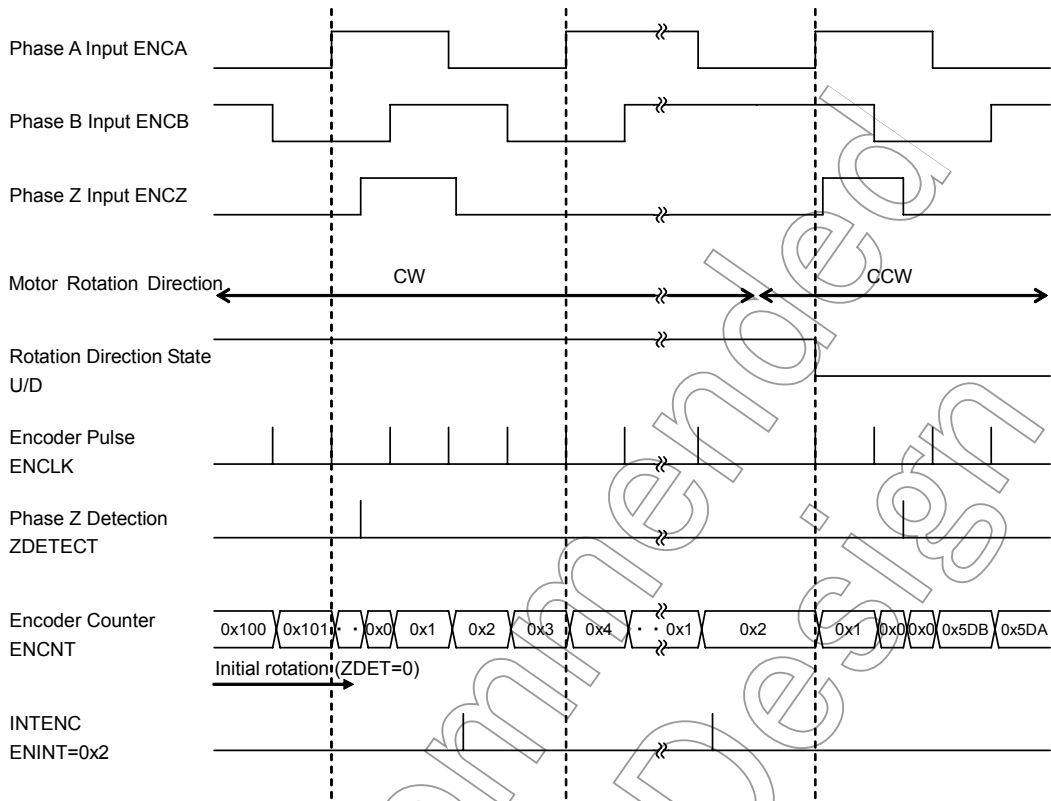 Phase A Input ENCA
Phase B Input ENCB
Phase Z Input ENCZ
Motor Rotation Direction
CW
CCW
Rotation Direction State
U/D
Encoder Pulse
ENCLK
Phase Z Detection
ZDETECT
Encoder Counter
ENCNT
0x100 0x101 ·· 0x0 0x1 0x2 0x3 0x4 ·· 0x1 0x2 0x1 0x0 0x0 0x5DB 0x5DA
Initial rotation (ZDET=0)
INTENC
ENINT=0x2
ommended
Design